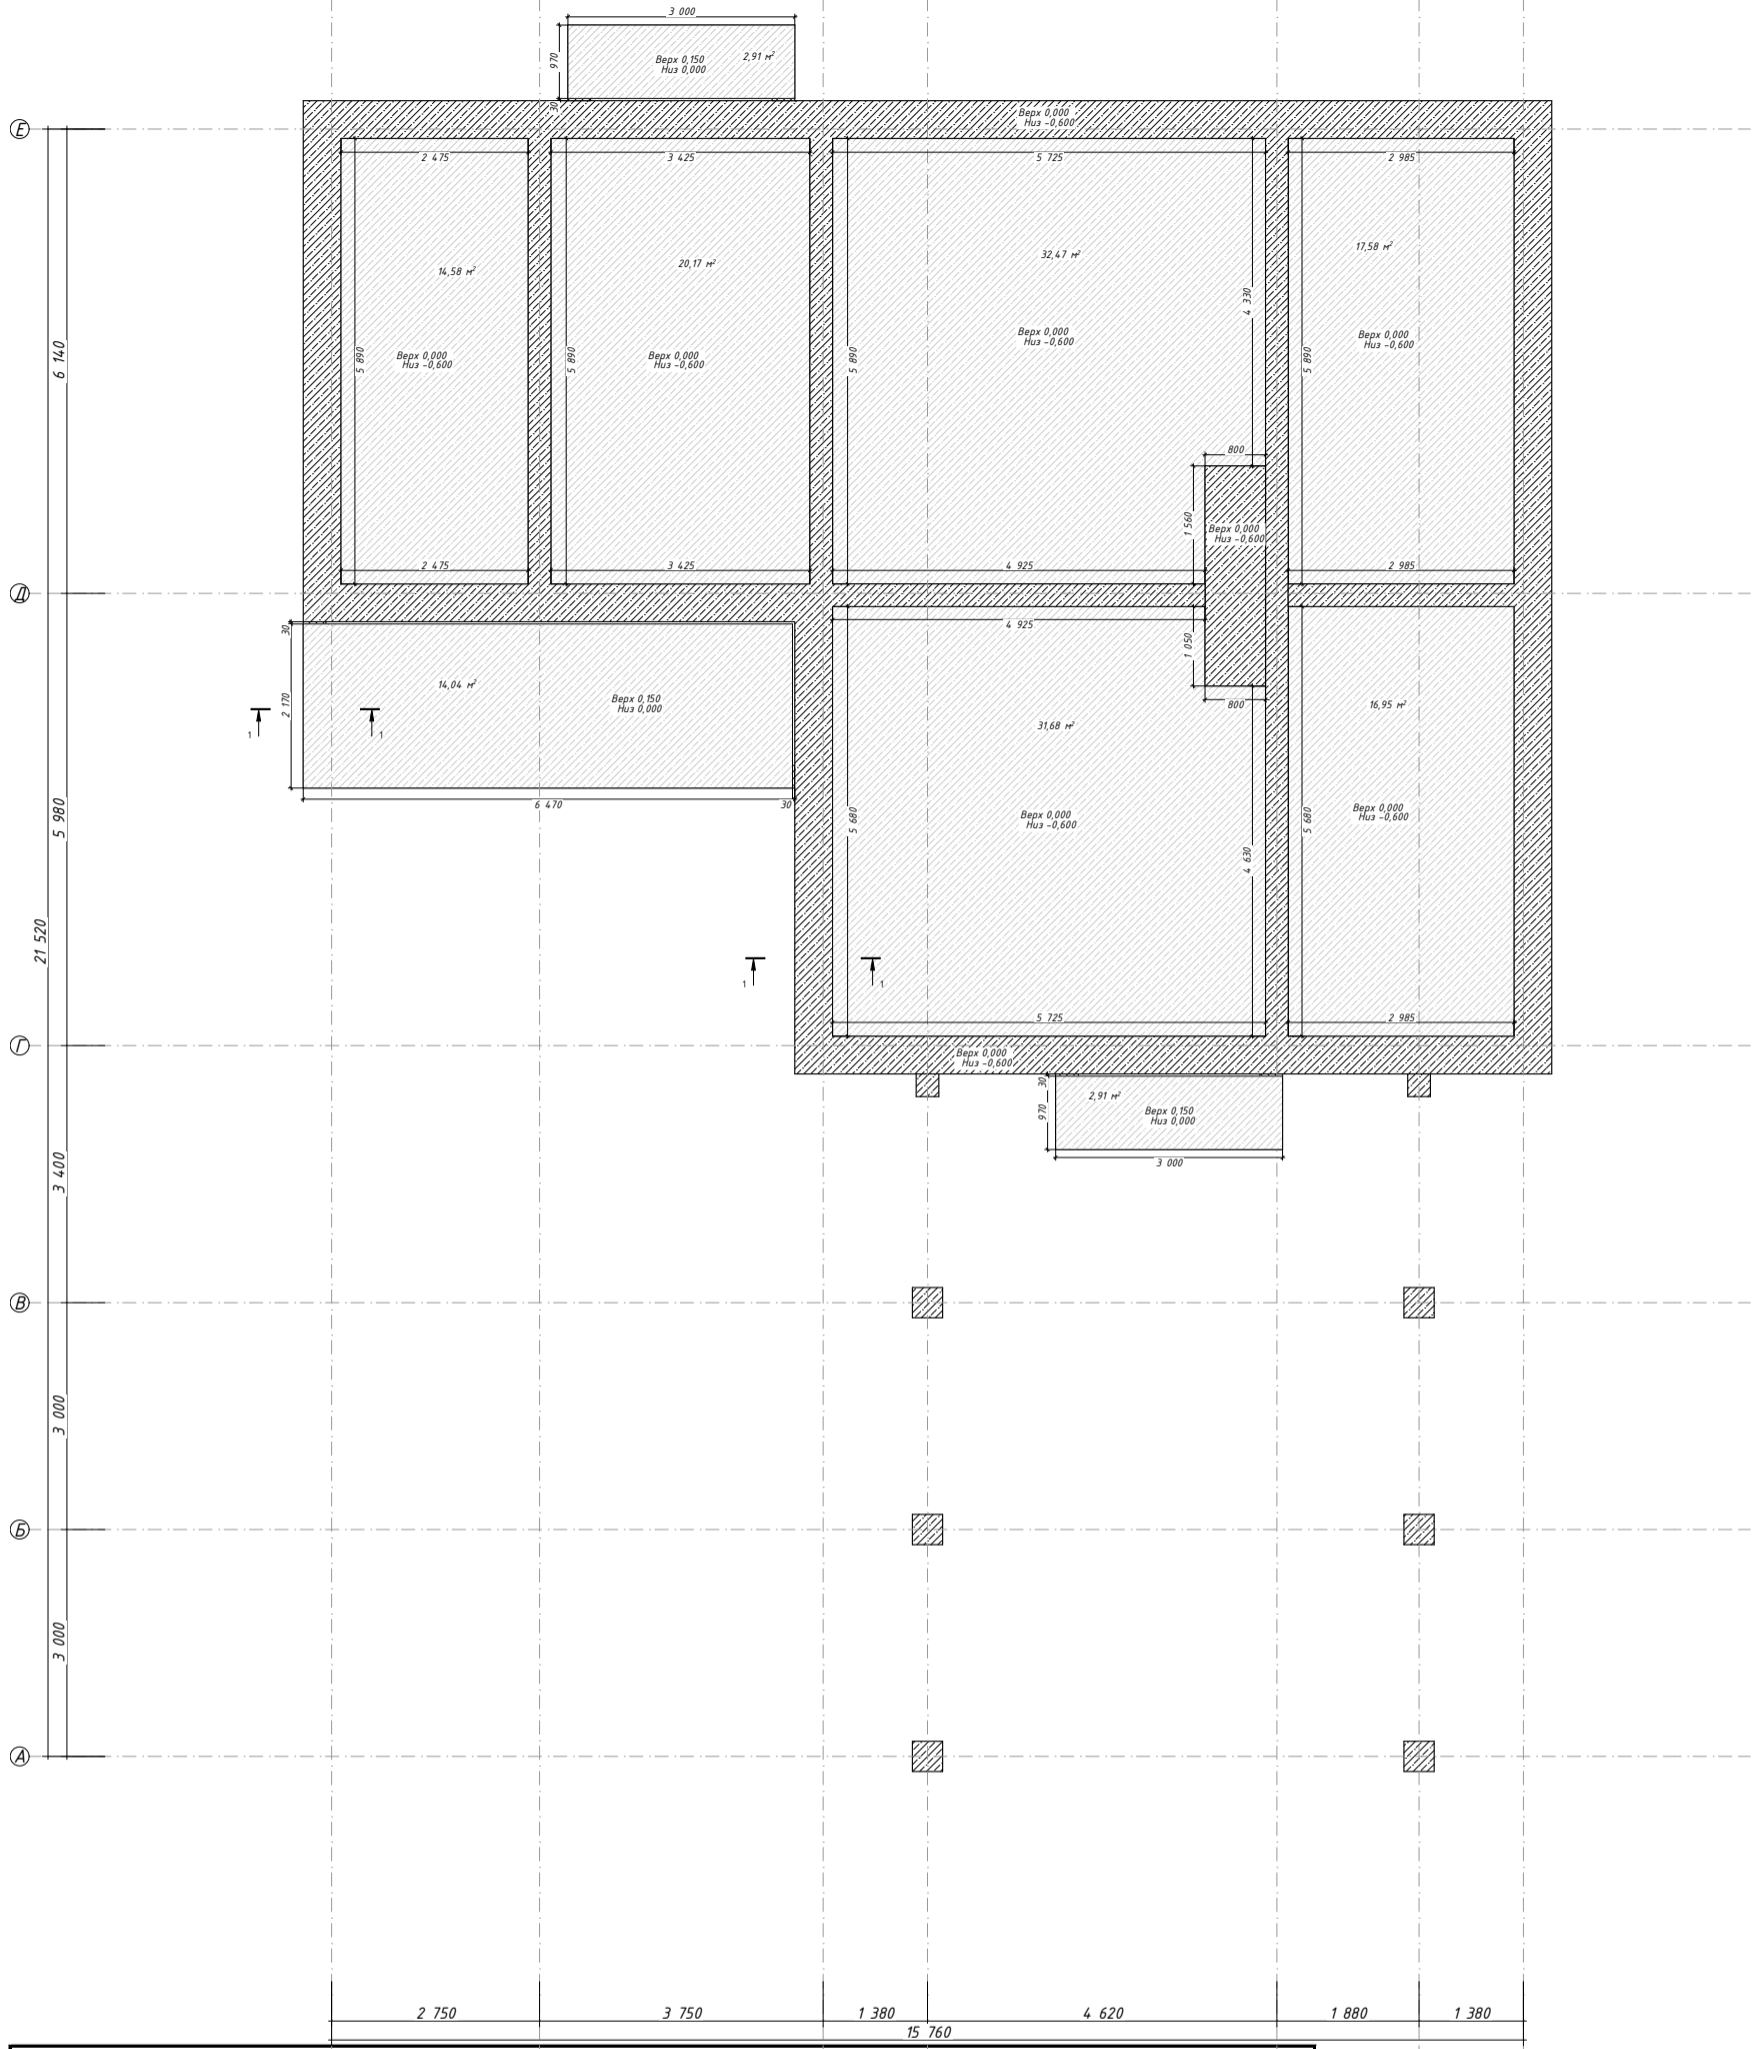 3 000
970
Верх 0,150
Низ 0,000
2,91 м²
30
Верх 0,000
Низ -0,600
Е
2 475
3 425
5 725
2 985
14,58 м²
20,17 м²
32,47 м²
17,58 м²
4 330
6 140
5 890
Верх 0,000
Низ -0,600
5 890
Верх 0,000
Низ -0,600
5 890
Верх 0,000
Низ -0,600
5 890
Верх 0,000
Низ -0,600
800
1 560
Верх 0,000
Низ -0,600
2 475
3 425
4 925
2 985
Д
30
4 925
1 050
2 170
14,04 м²
Верх 0,150
Низ 0,000
800
31,68 м²
16,95 м²
1
1
6 470
30
5 980
5 680
Верх 0,000
Низ -0,600
4 630
5 680
Верх 0,000
Низ -0,600
21 520
1
1
5 725
2 985
Г
Верх 0,000
Низ -0,600
30
970
2,91 м²
Верх 0,150
Низ 0,000
3 000
3 400
В
3 000
Б
3 000
А
2 750
3 750
1 380
4 620
1 880
1 380
15 760